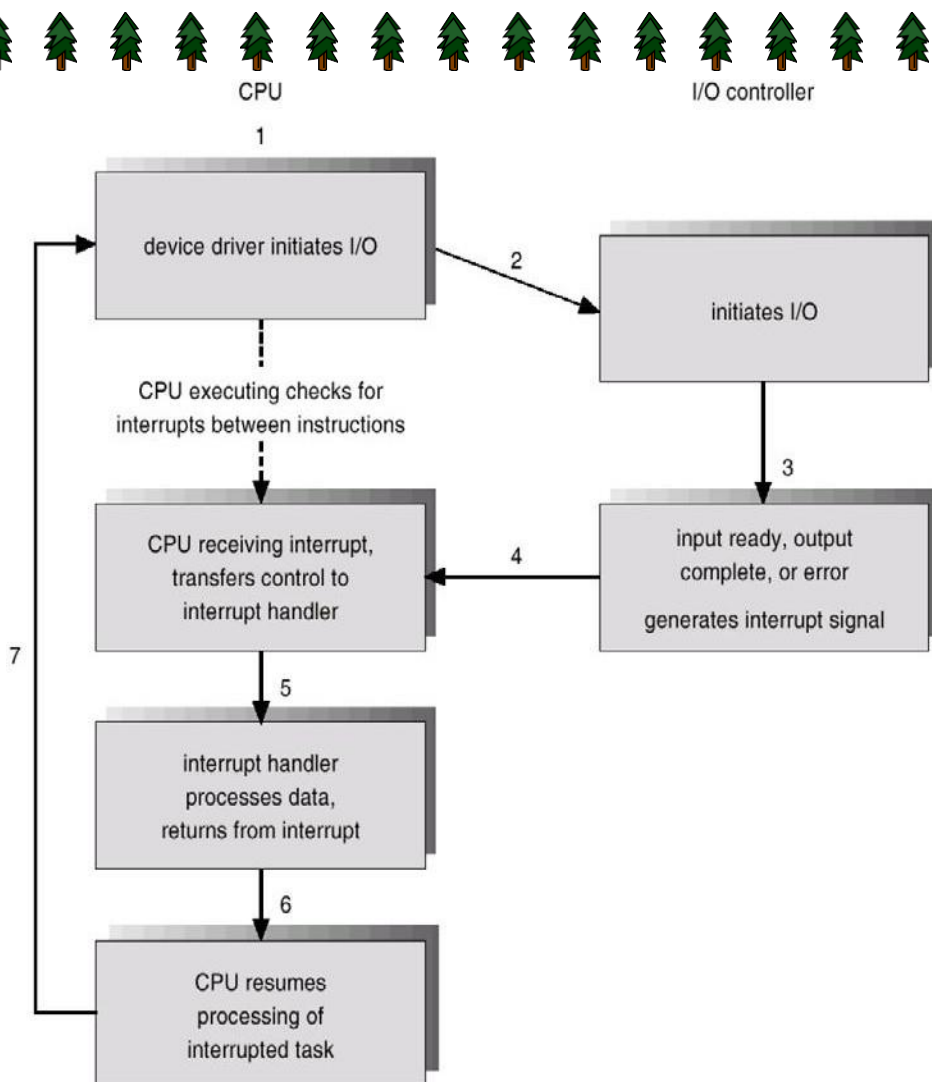 CPU
I/O controller
1
device driver initiates I/O
2
initiates I/O
CPU executing checks for
interrupts between instructions
3
CPU receiving interrupt,
transfers control to
interrupt handler
4
input ready, output
complete, or error
generates interrupt signal
7
5
interrupt handler
processes data,
returns from interrupt
6
CPU resumes
processing of
interrupted task